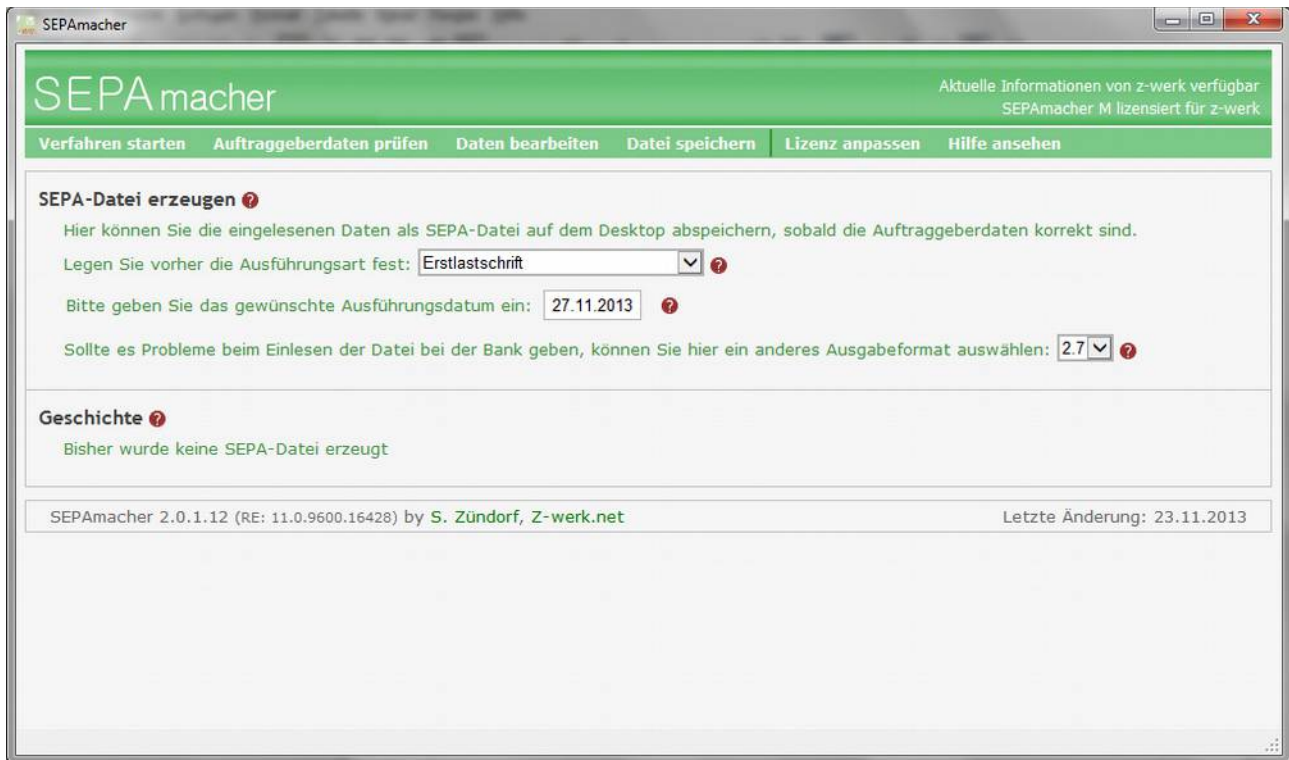 SEPAmacher
SEPAmacher
Aktuelle Informationen von z-werk verfügbar
SEPAmacher M lizensiert für z-werk
Verfahren starten Auftraggeberdaten prüfen Daten bearbeiten Datei speichern Lizenz anpassen Hilfe ansehen
SEPA-Datei erzeugen ?
Hier können Sie die eingelesenen Daten als SEPA-Datei auf dem Desktop abspeichern, sobald die Auftraggeberdaten korrekt sind.
Legen Sie vorher die Ausführungsart fest: Erstlastschrift ?
Bitte geben Sie das gewünschte Ausführungsdatum ein: 27.11.2013 ?
Sollte es Probleme beim Einlesen der Datei bei der Bank geben, können Sie hier ein anderes Ausgabeformat auswählen: 2.7 ?
Geschichte ?
Bisher wurde keine SEPA-Datei erzeugt
SEPAmacher 2.0.1.12 (RE: 11.0.9600.16428) by S. Zündorf, Z-werk.net Letzte Änderung: 23.11.2013